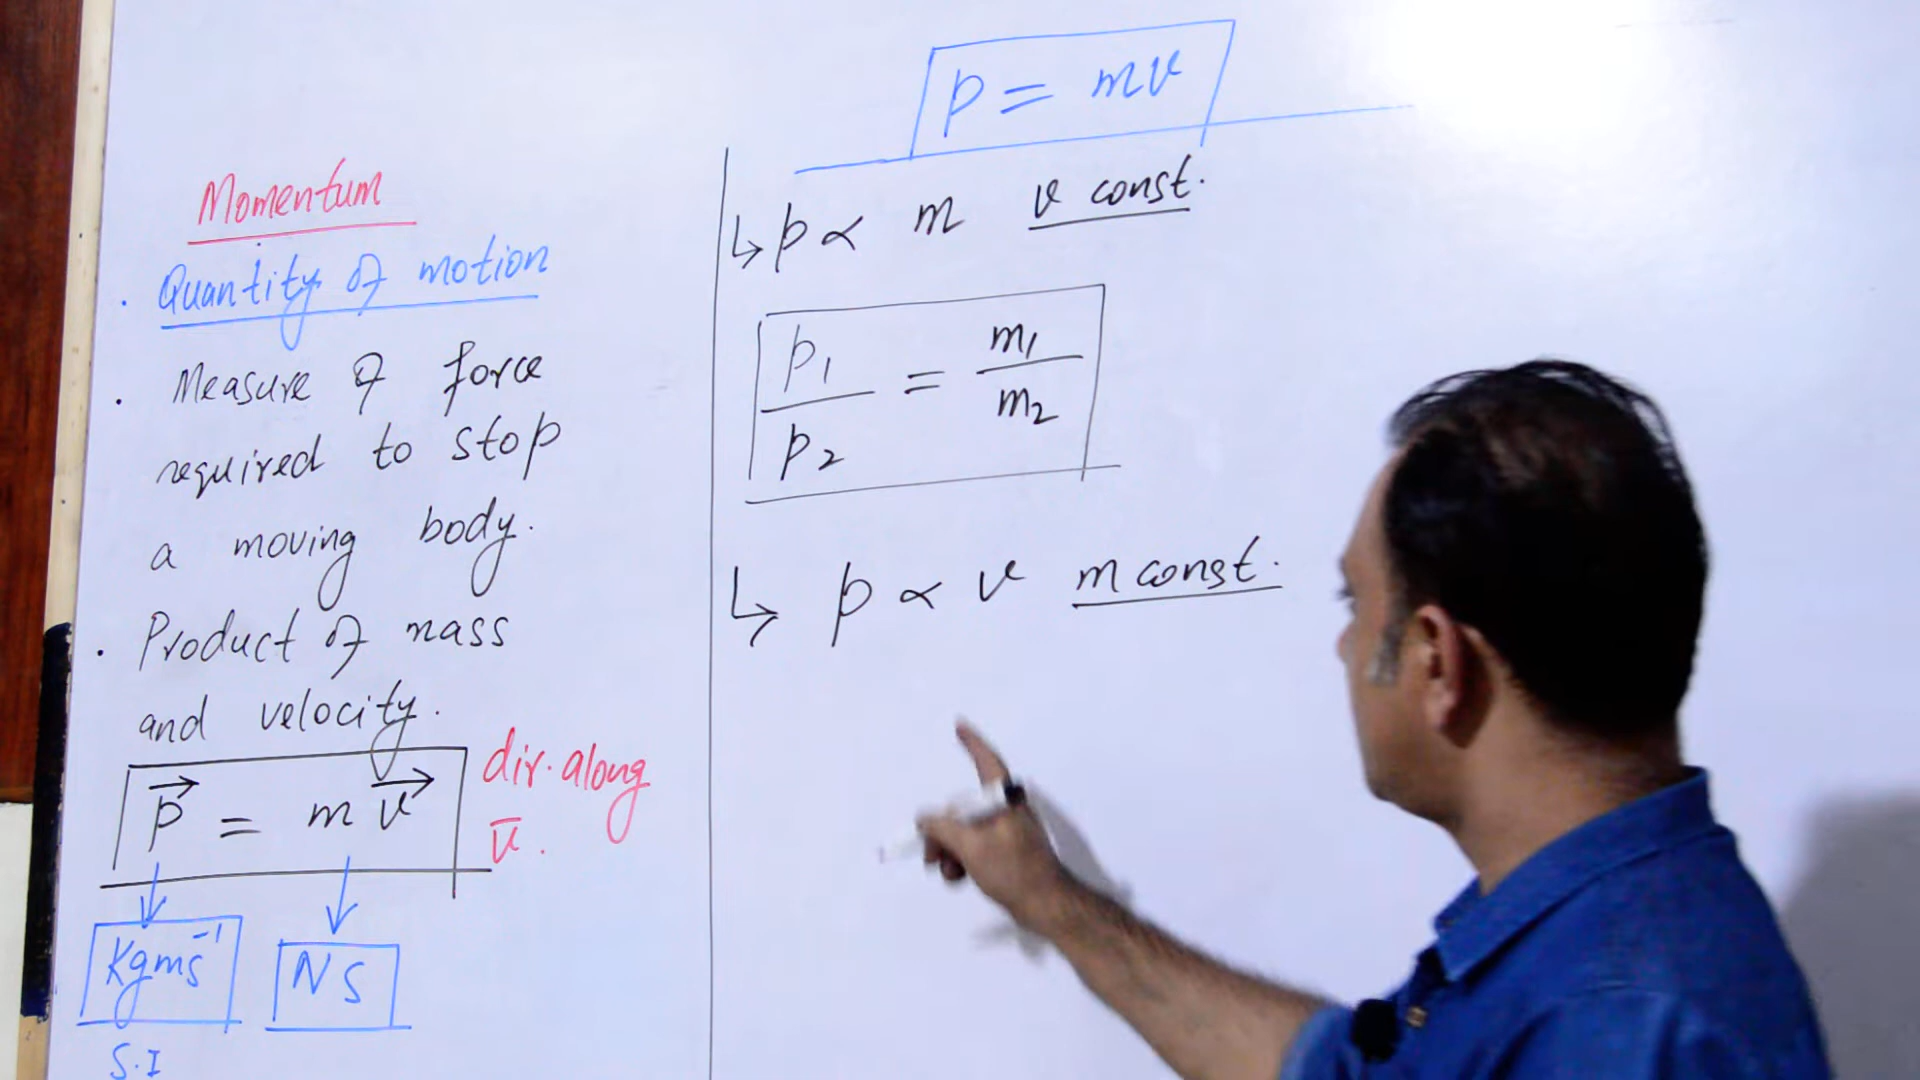 Momentum
. Quantity of motion
. Measure of force
required to stop
a moving body.
. Product of mass
and velocity.
p⃗ = m v⃗
dir. along
v̅.
Kgms⁻¹
NS
S.I
p = mv
↳ p ∝ m v const.
p₁/p₂ = m₁/m₂
↳ p ∝ v m const.